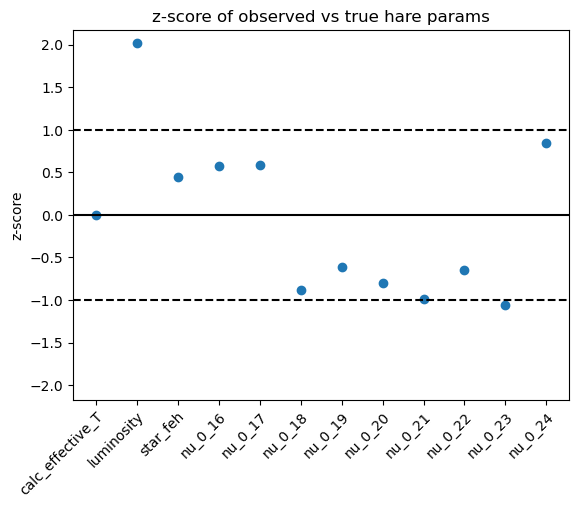 z-score of observed vs true hare params
z-score
2.0
1.5
1.0
0.5
0.0
−0.5
−1.0
−1.5
−2.0
calc_effective_T
luminosity
star_feh
nu_0_16
nu_0_17
nu_0_18
nu_0_19
nu_0_20
nu_0_21
nu_0_22
nu_0_23
nu_0_24